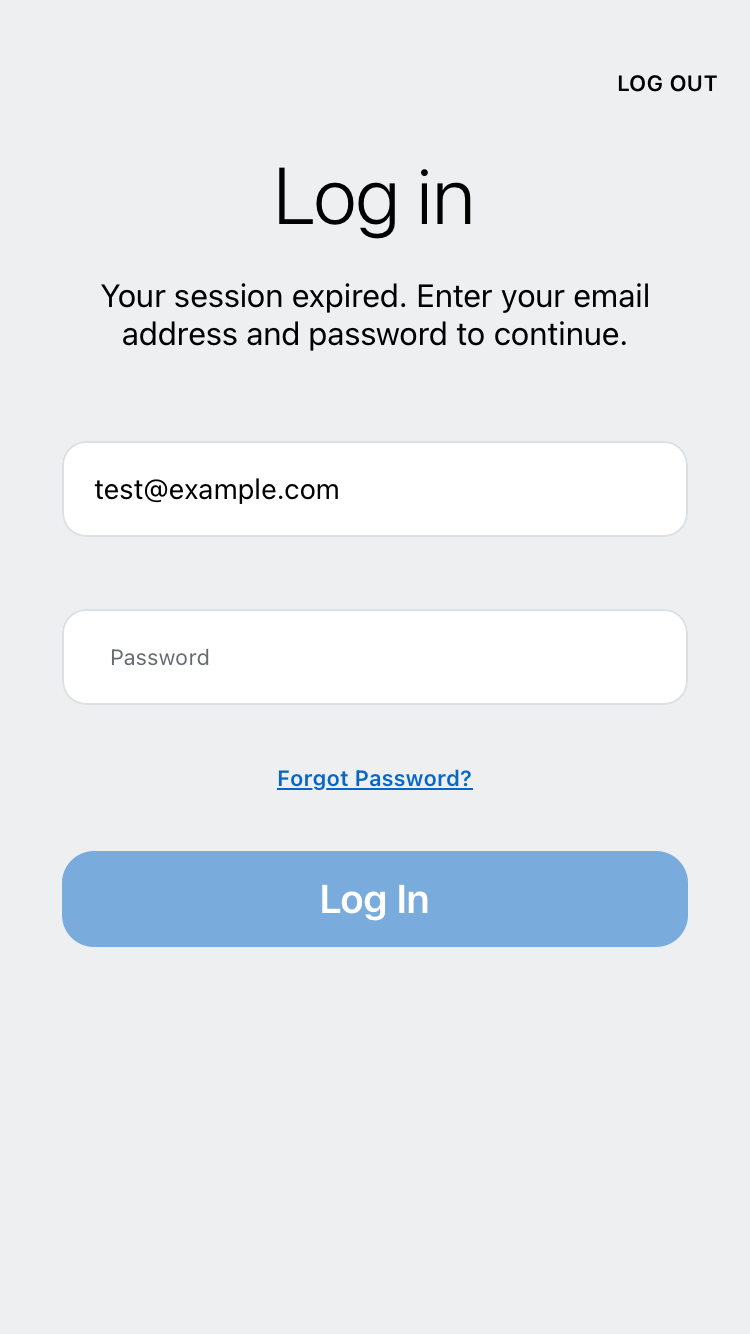 LOG OUT
Log in
Your session expired. Enter your email
address and password to continue.
test@example.com
Password
Forgot Password?
Log In